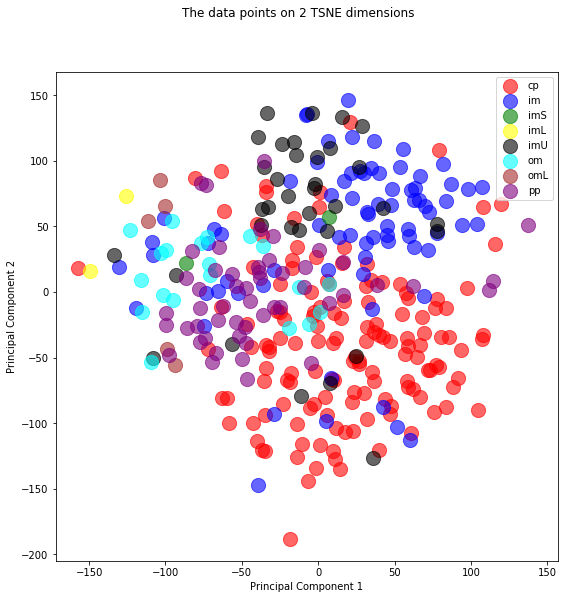 The data points on 2 TSNE dimensions
cp
im
imS
imL
imU
om
omL
pp
150
100
50
0
−50
−100
−150
−200
Principal Component 2
−150
−100
−50
0
50
100
150
Principal Component 1